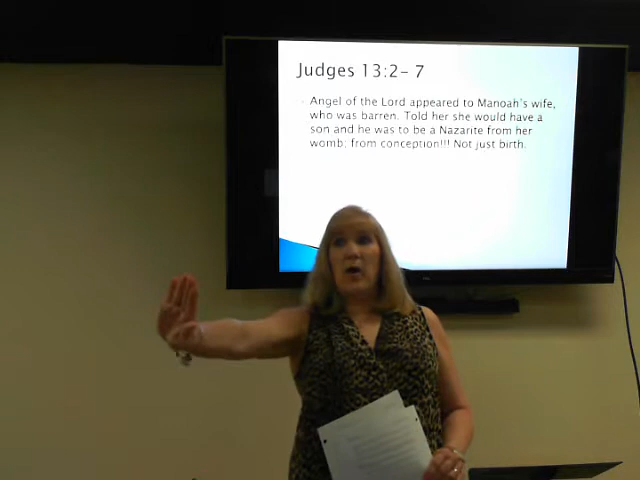 Judges 13:2- 7
Angel of the Lord appeared to Manoah's wife,
who was barren. Told her she would have a
son and he was to be a Nazarite from her
womb; from conception!!! Not just birth.